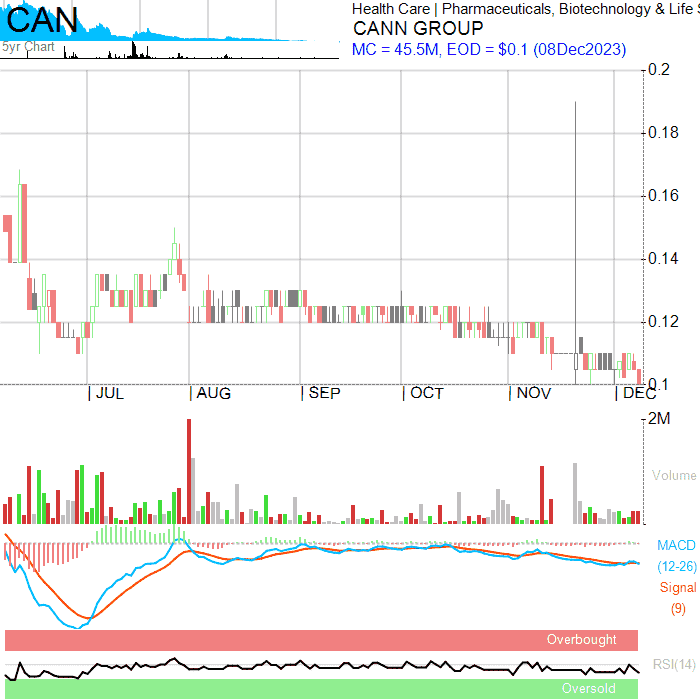 CAN
5yr Chart
Health Care | Pharmaceuticals, Biotechnology & Life S
CANN GROUP
MC = 45.5M, EOD = $0.1 (08Dec2023)
0.2
0.18
0.16
0.14
0.12
0.1
| JUL | AUG | SEP | OCT | NOV | DEC
2M
Volume
MACD
(12-26)
Signal
(9)
Overbought
RSI(14)
Oversold